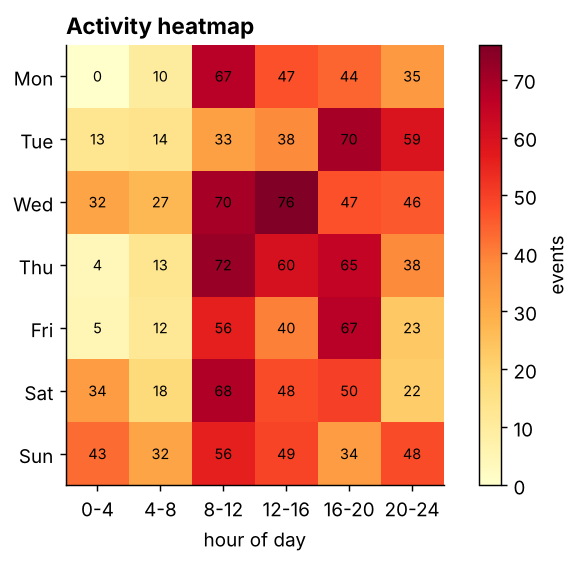 Activity heatmap
Mon 0 10 67 47 44 35
Tue 13 14 33 38 70 59
Wed 32 27 70 76 47 46
Thu 4 13 72 60 65 38
Fri 5 12 56 40 67 23
Sat 34 18 68 48 50 22
Sun 43 32 56 49 34 48
0-4 4-8 8-12 12-16 16-20 20-24
hour of day
70
60
50
40
30
20
10
0
events